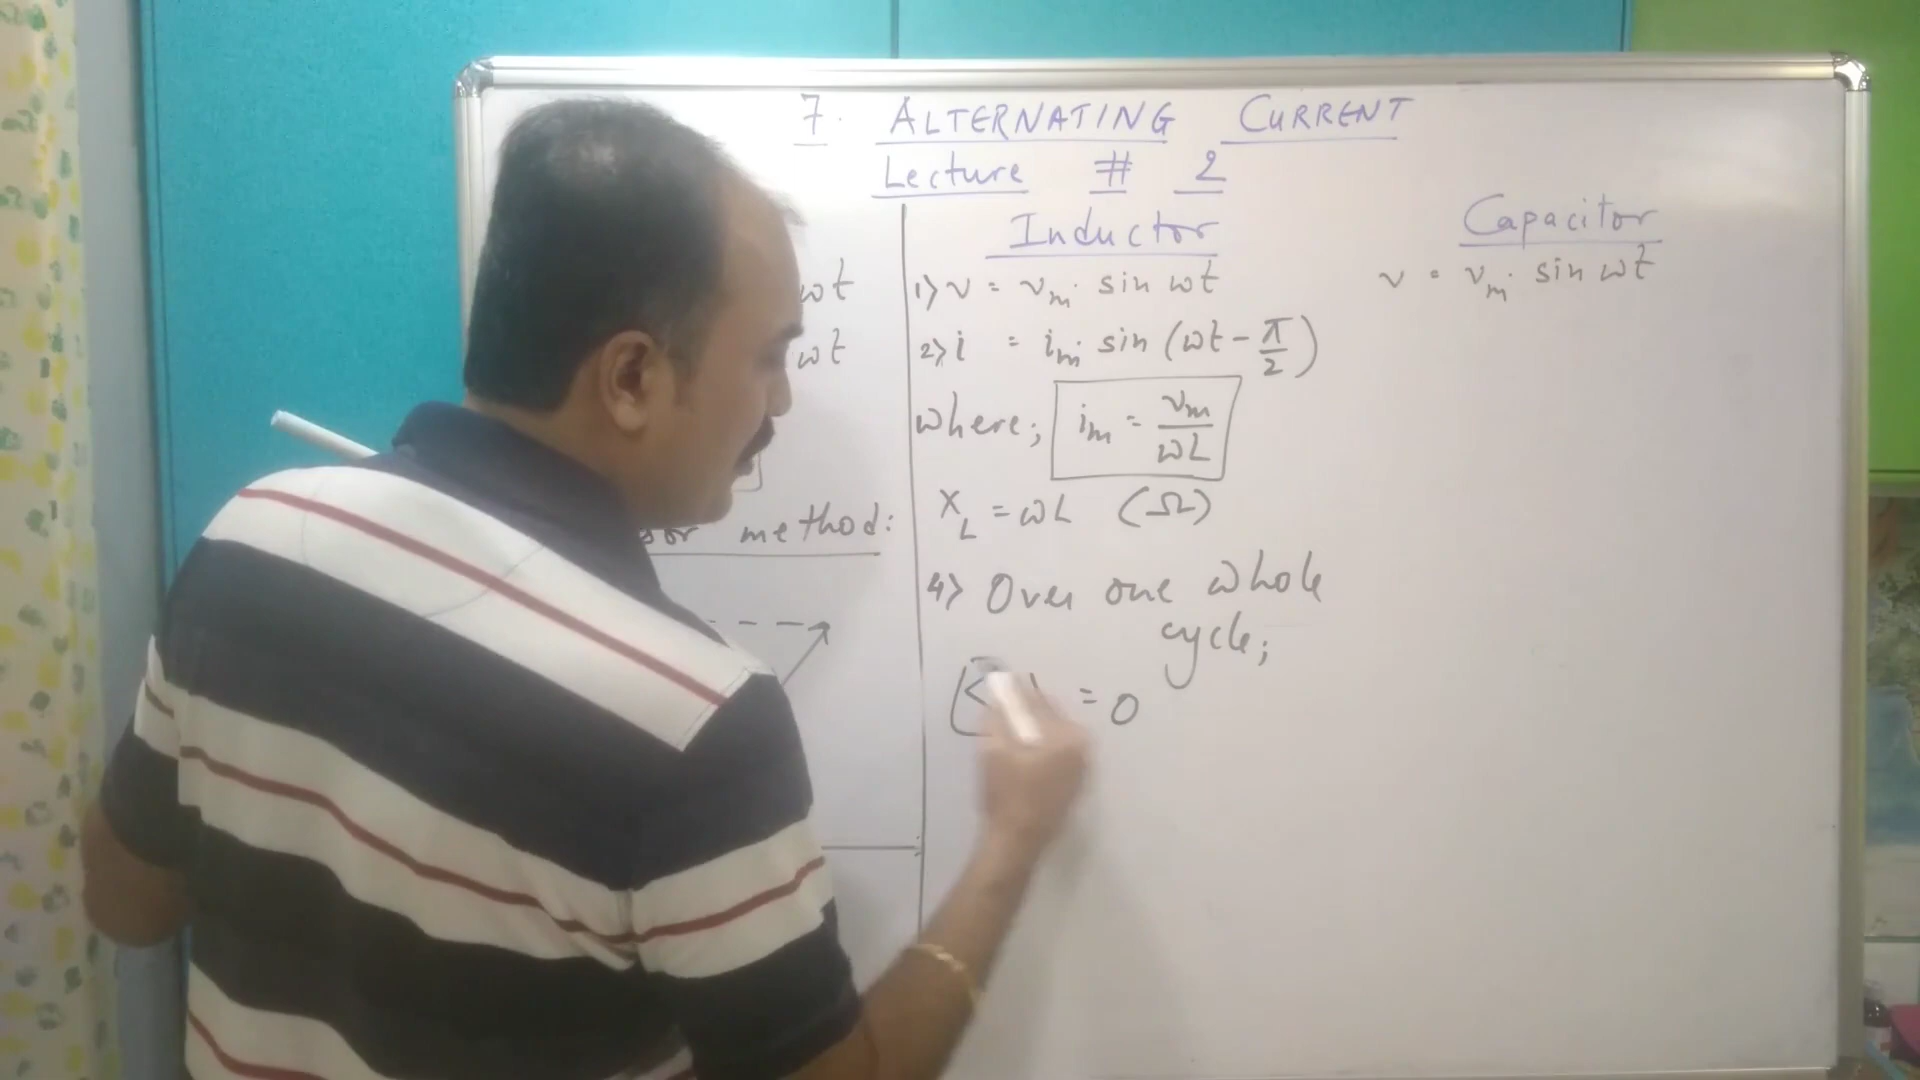 7. ALTERNATING CURRENT
Lecture # 2
ωt
ωt
method:
Inductor
1) v = vm sin ωt
2) i = im sin (ωt - π/2)
where; im = vm/ωL
XL = ωL (Ω)
4) Over one whole
cycle;
= 0
Capacitor
v = vm sin ωt